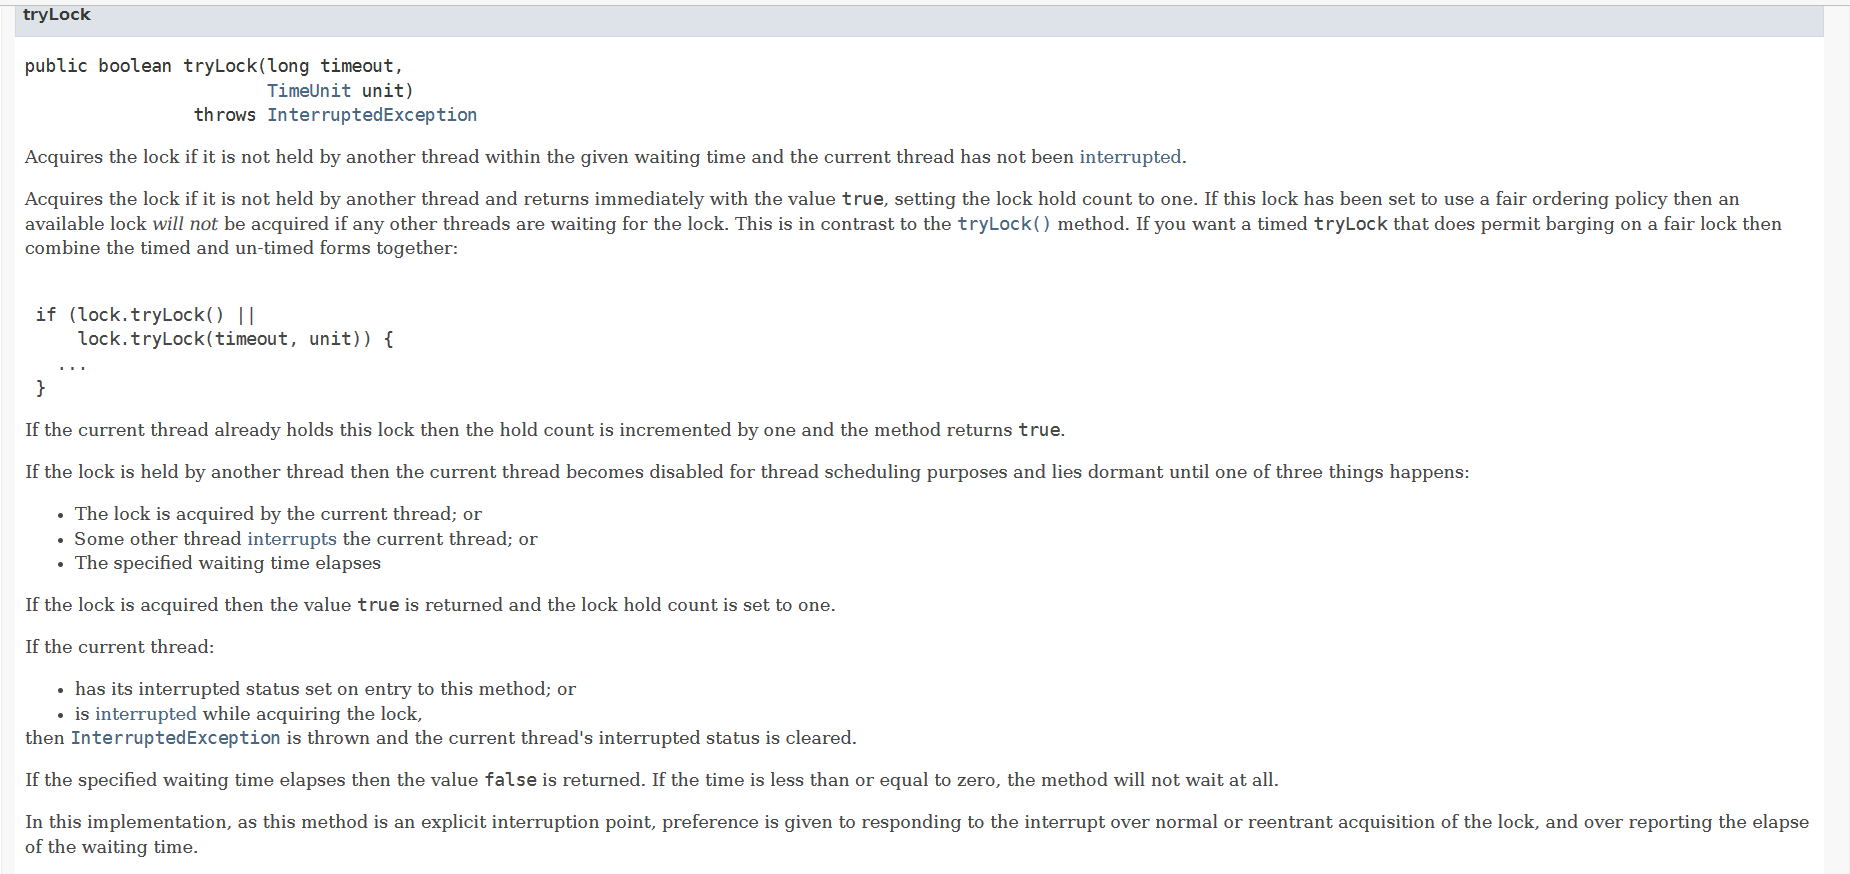 tryLock
public boolean tryLock(long timeout,
TimeUnit unit)
throws InterruptedException
Acquires the lock if it is not held by another thread within the given waiting time and the current thread has not been interrupted.
Acquires the lock if it is not held by another thread and returns immediately with the value true, setting the lock hold count to one. If this lock has been set to use a fair ordering policy then an
available lock will not be acquired if any other threads are waiting for the lock. This is in contrast to the tryLock() method. If you want a timed tryLock that does permit barging on a fair lock then
combine the timed and un-timed forms together:
if (lock.tryLock() ||
lock.tryLock(timeout, unit)) {
...
}
If the current thread already holds this lock then the hold count is incremented by one and the method returns true.
If the lock is held by another thread then the current thread becomes disabled for thread scheduling purposes and lies dormant until one of three things happens:
• The lock is acquired by the current thread; or
• Some other thread interrupts the current thread; or
• The specified waiting time elapses
If the lock is acquired then the value true is returned and the lock hold count is set to one.
If the current thread:
• has its interrupted status set on entry to this method; or
• is interrupted while acquiring the lock,
then InterruptedException is thrown and the current thread's interrupted status is cleared.
If the specified waiting time elapses then the value false is returned. If the time is less than or equal to zero, the method will not wait at all.
In this implementation, as this method is an explicit interruption point, preference is given to responding to the interrupt over normal or reentrant acquisition of the lock, and over reporting the elapse
of the waiting time.